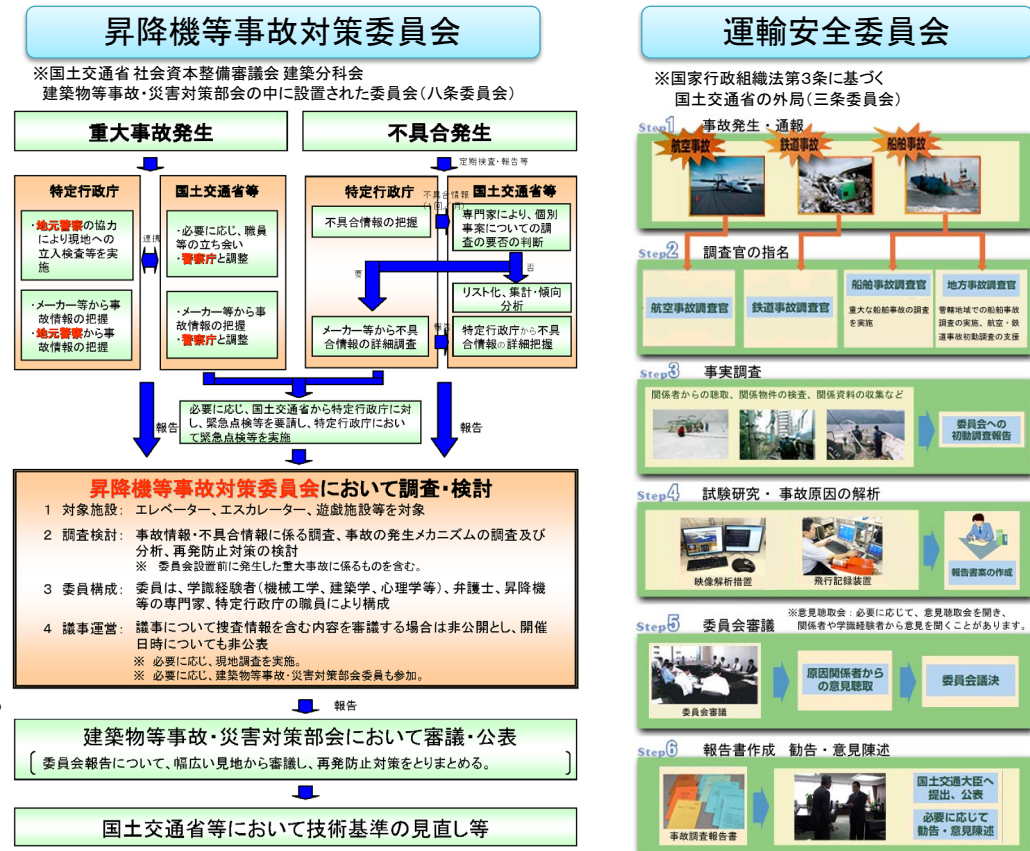 昇降機等事故対策委員会
※国土交通省 社会資本整備審議会 建築分科会
建築物等事故・災害対策部会の中に設置された委員会(八条委員会)
重大事故発生
不具合発生
定期検査・報告等
特定行政庁
国土交通省等
・地元警察の協力
により現地への
立入検査等を実
施
連携
・必要に応じ、職員
等の立ち会い
・警察庁と調整
・メーカー等から事
故情報の把握
・地元警察から事
故情報の把握
・メーカー等から事
故情報の把握
・警察庁と調整
特定行政庁
不具合情報
国土交通省等
不具合情報の把握
専門家により、個別
事案についての調
査の要否の判断
要
否
リスト化、集計・傾向
分析
メーカー等から不具
合情報の詳細調査
報告
特定行政庁から不具
合情報の詳細把握
報告
必要に応じ、国土交通省から特定行政庁に対
し、緊急点検等を要請し、特定行政庁におい
て緊急点検等を実施
報告
昇降機等事故対策委員会において調査・検討
1 対象施設: エレベーター、エスカレーター、遊戯施設等を対象
2 調査検討: 事故情報・不具合情報に係る調査、事故の発生メカニズムの調査及び
分析、再発防止対策の検討
※ 委員会設置前に発生した重大事故に係るものを含む。
3 委員構成: 委員は、学識経験者(機械工学、建築学、心理学等)、弁護士、昇降機
等の専門家、特定行政庁の職員により構成
4 議事運営: 議事について捜査情報を含む内容を審議する場合は非公開とし、開催
日時についても非公表
※ 必要に応じ、現地調査を実施。
※ 必要に応じ、建築物等事故・災害対策部会委員も参加。
報告
建築物等事故・災害対策部会において審議・公表
〔 委員会報告について、幅広い見地から審議し、再発防止対策をとりまとめる。 〕
国土交通省等において技術基準の見直し等
運輸安全委員会
※国家行政組織法第3条に基づく
国土交通省の外局(三条委員会)
Step1 事故発生・通報
航空事故
鉄道事故
船舶事故
Step2 調査官の指名
航空事故調査官
鉄道事故調査官
船舶事故調査官
重大な船舶事故の調査
を実施
地方事故調査官
管轄地域での船舶事故
調査の実施、航空・鉄
道事故初動調査の支援
Step3 事実調査
関係者からの聴取、関係物件の検査、関係資料の収集など
委員会への
初動調査報告
Step4 試験研究・ 事故原因の解析
映像解析措置
飛行記録装置
報告書案の作成
Step5 委員会審議
※意見聴取会:必要に応じて、意見聴取会を開き、
関係者や学識経験者から意見を聞くことがあります。
委員会審議
原因関係者から
の意見聴取
委員会議決
Step6 報告書作成 勧告・意見陳述
事故調査報告書
国土交通大臣へ
提出、公表
必要に応じて
勧告・意見陳述